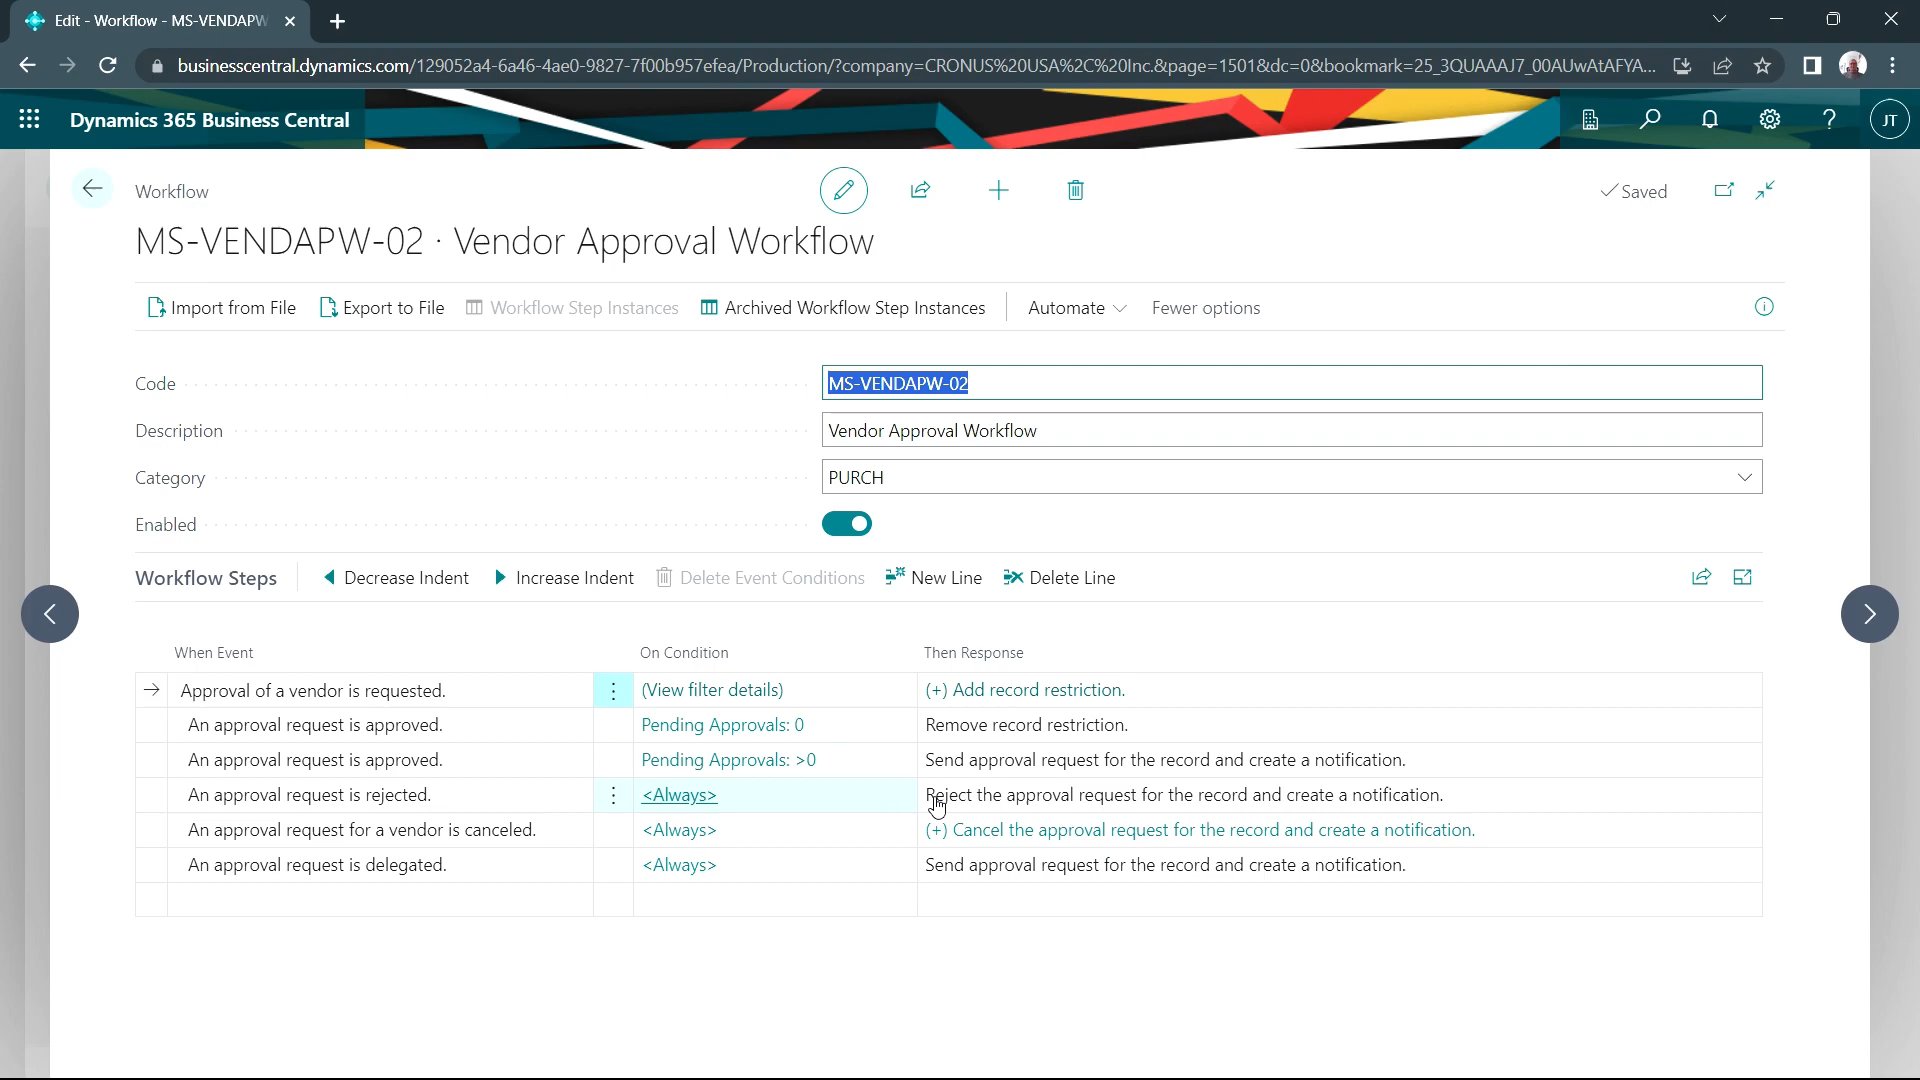 Edit - Workflow - MS-VENDAPW
businesscentral.dynamics.com/129052a4-6a46-4ae0-9827-7f00b957efea/Production/?company=CRONUS%20USA%2C%20Inc.&page=1501&dc=0&bookmark=25_3QUAAAJ7_00AUwAtAFYA...
Dynamics 365 Business Central
JT
Workflow
Saved
MS-VENDAPW-02 · Vendor Approval Workflow
Import from File
Export to File
Workflow Step Instances
Archived Workflow Step Instances
Automate
Fewer options
Code
MS-VENDAPW-02
Description
Vendor Approval Workflow
Category
PURCH
Enabled
Workflow Steps
Decrease Indent
Increase Indent
Delete Event Conditions
New Line
Delete Line
When Event
On Condition
Then Response
Approval of a vendor is requested.
(View filter details)
(+) Add record restriction.
An approval request is approved.
Pending Approvals: 0
Remove record restriction.
An approval request is approved.
Pending Approvals: >0
Send approval request for the record and create a notification.
An approval request is rejected.
<Always>
Reject the approval request for the record and create a notification.
An approval request for a vendor is canceled.
<Always>
(+) Cancel the approval request for the record and create a notification.
An approval request is delegated.
<Always>
Send approval request for the record and create a notification.